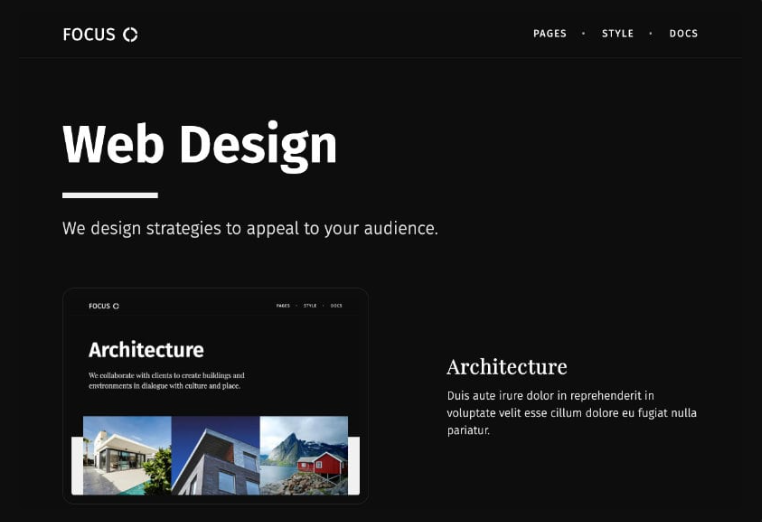 FOCUS
PAGES • STYLE • DOCS
Web Design
We design strategies to appeal to your audience.
FOCUS
PAGES • STYLE • DOCS
Architecture
We collaborate with clients to create buildings and
environments in dialogue with culture and place.
Architecture
Duis aute irure dolor in reprehenderit in
voluptate velit esse cillum dolore eu fugiat nulla
pariatur.